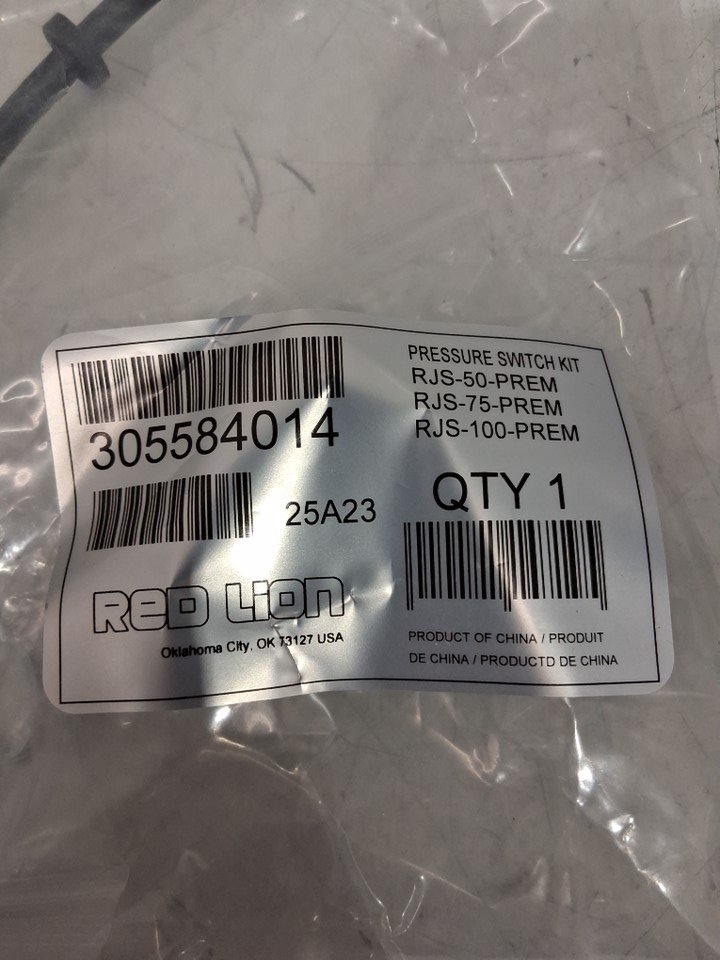 305584014
25A23
RED LION
Oklahoma City, OK 73127 USA
PRESSURE SWITCH KIT
RJS-50-PREM
RJS-75-PREM
RJS-100-PREM
QTY 1
PRODUCT OF CHINA / PRODUIT
DE CHINA / PRODUCTD DE CHINA